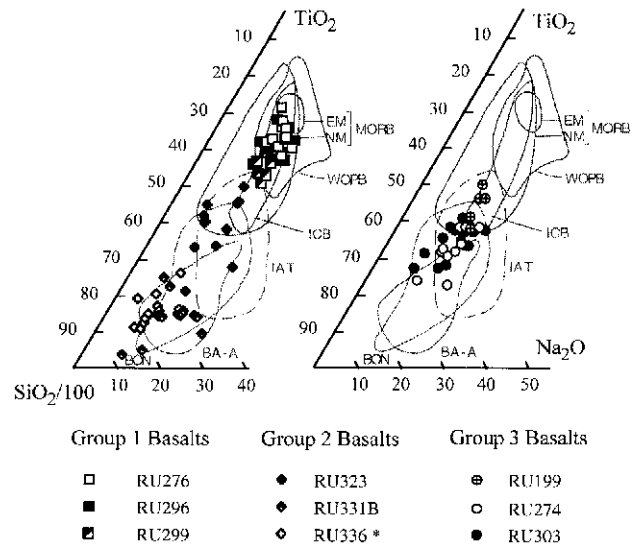 TiO2 TiO2
10 10
20 20
30 30
EM MORB EM MORB
NM NM
40 40
WOPB WOPB
50 50
60 60
ICB ICB
70 70
IAT IAT
80 80
90 90
BON BA-A BON BA-A Na2O
SiO2/100 10 20 30 40 10 20 30 40 50
Group 1 Basalts Group 2 Basalts Group 3 Basalts
RU276 RU323 RU199
RU296 RU331B RU274
RU299 RU336 * RU303